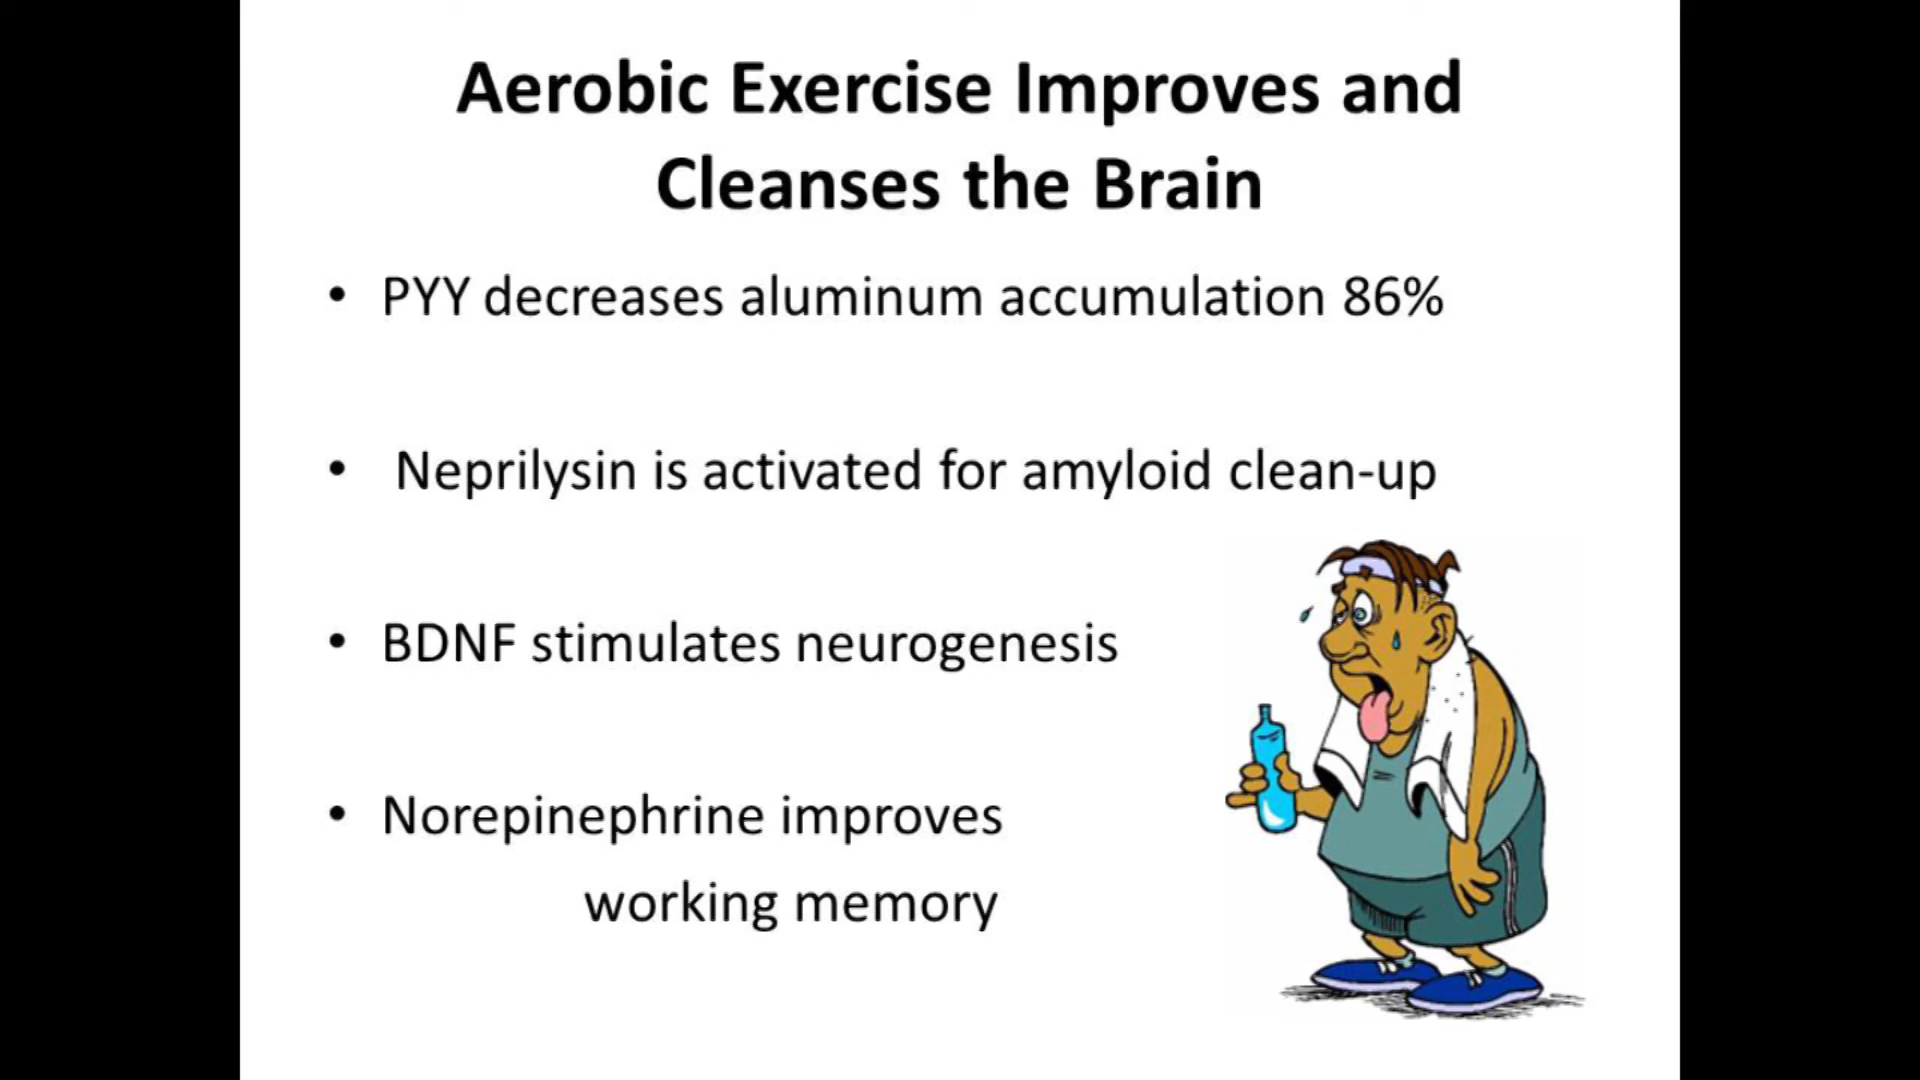 Aerobic Exercise Improves and
Cleanses the Brain
• PYY decreases aluminum accumulation 86%
• Neprilysin is activated for amyloid clean-up
• BDNF stimulates neurogenesis
• Norepinephrine improves
working memory